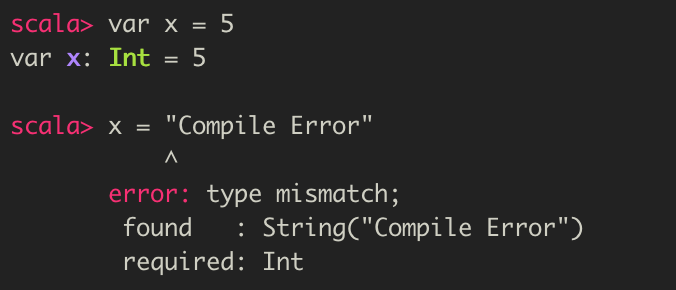 scala> var x = 5
var x: Int = 5
scala> x = "Compile Error"
^
error: type mismatch;
found   : String("Compile Error")
required: Int